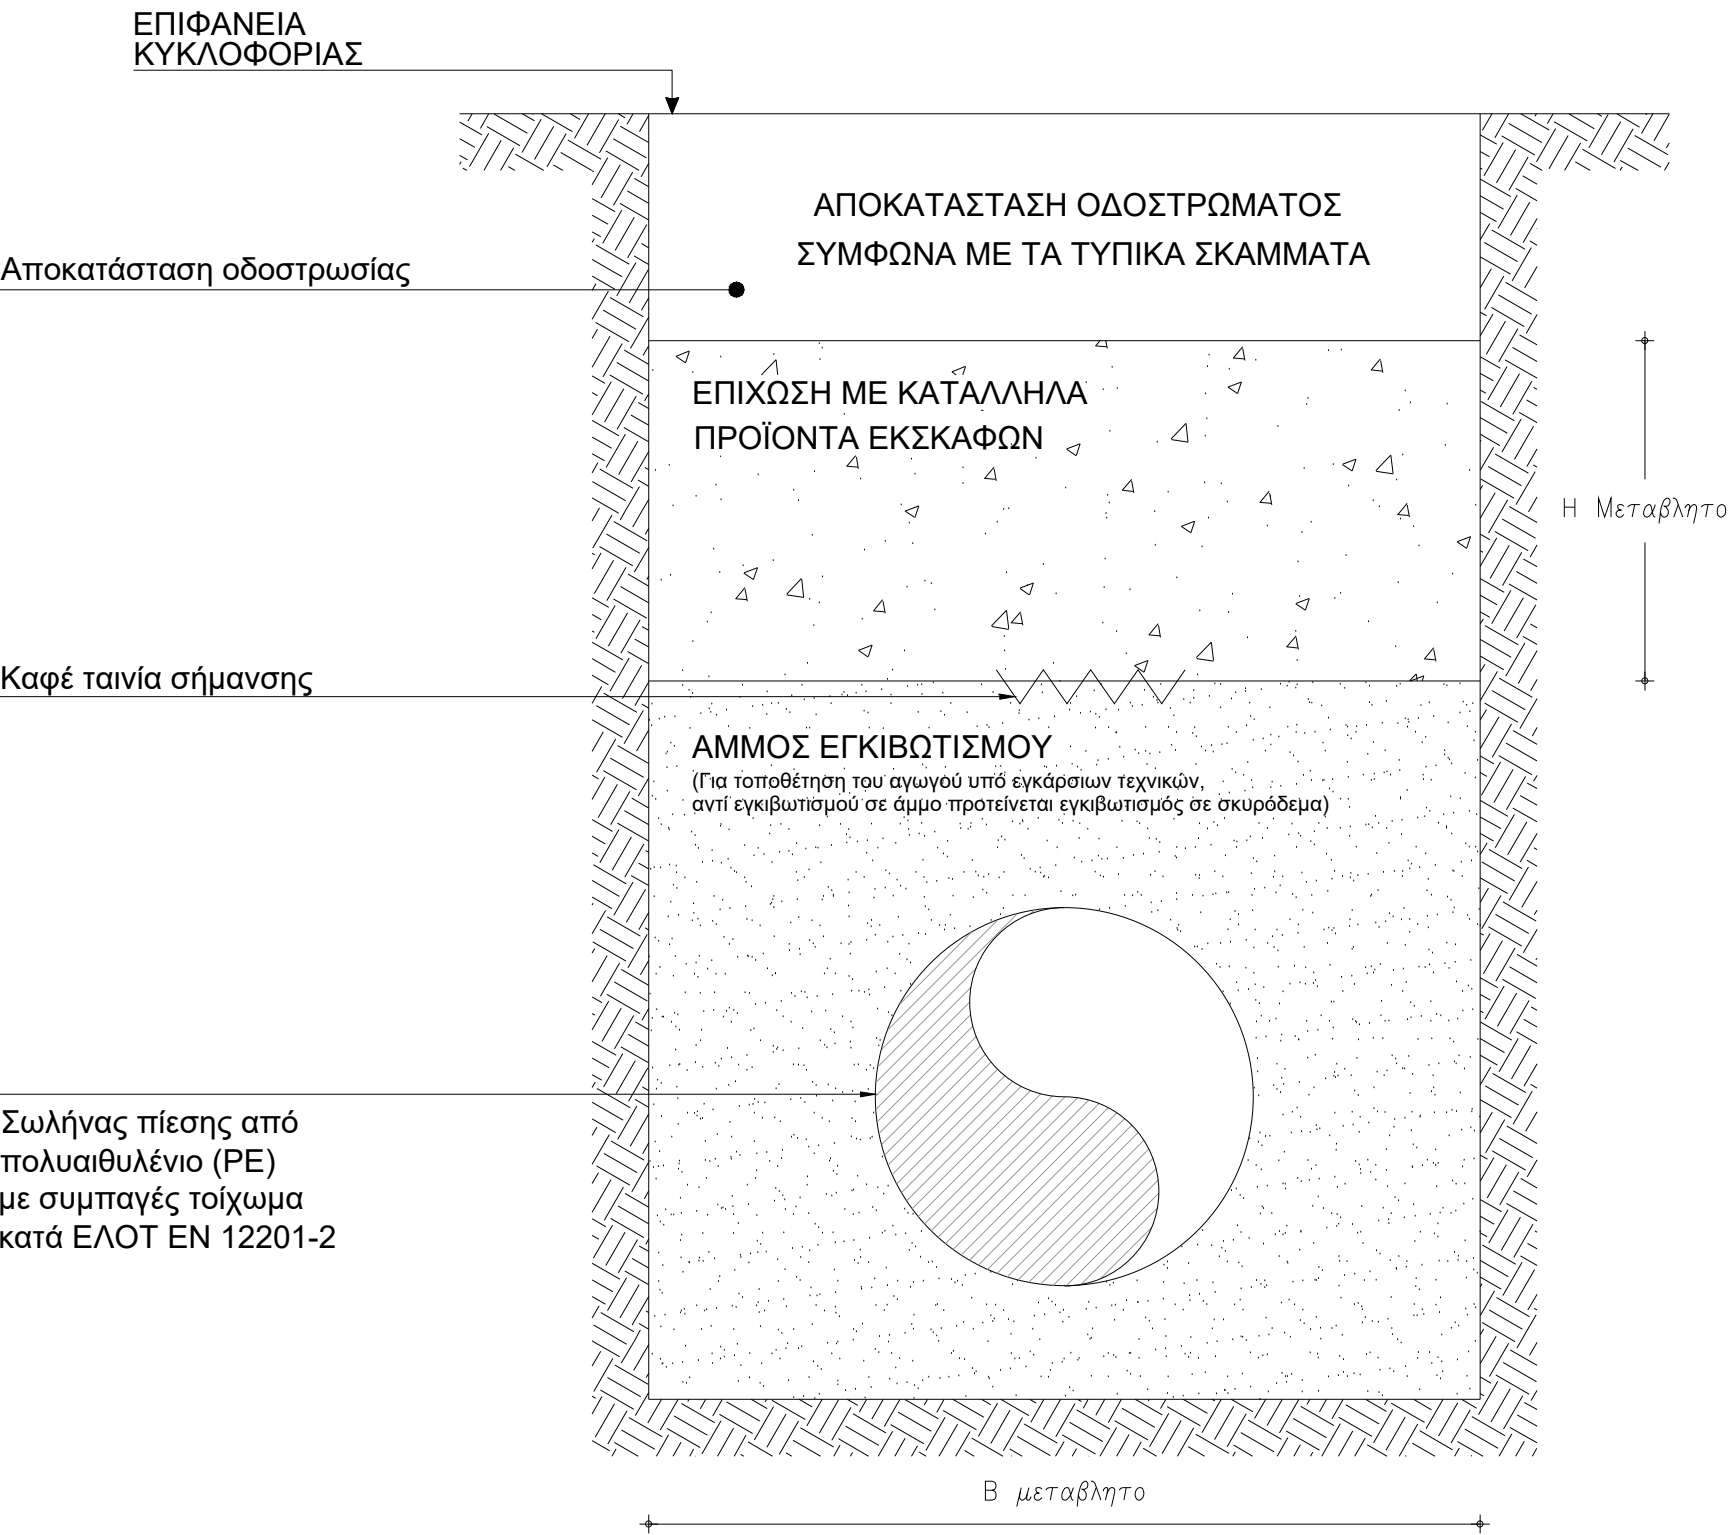 ΕΠΙΦΑΝΕΙΑ
ΚΥΚΛΟΦΟΡΙΑΣ
ΑΠΟΚΑΤΑΣΤΑΣΗ ΟΔΟΣΤΡΩΜΑΤΟΣ
ΣΥΜΦΩΝΑ ΜΕ ΤΑ ΤΥΠΙΚΑ ΣΚΑΜΜΑΤΑ
Αποκατάσταση οδοστρωσίας
ΕΠΙΧΩΣΗ ΜΕ ΚΑΤΑΛΛΗΛΑ
ΠΡΟΪΟΝΤΑ ΕΚΣΚΑΦΩΝ
Η Μεταβλητο
Καφέ ταινία σήμανσης
ΑΜΜΟΣ ΕΓΚΙΒΩΤΙΣΜΟΥ
(Για τοποθέτηση του αγωγού υπό εγκάρσιων τεχνικών,
αντί εγκιβωτισμού σε άμμο προτείνεται εγκιβωτισμός σε σκυρόδεμα)
Σωλήνας πίεσης από
πολυαιθυλένιο (PE)
με συμπαγές τοίχωμα
κατά ΕΛΟΤ EN 12201-2
Β μεταβλητο